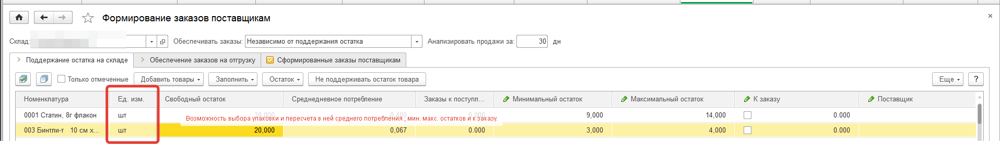 Формирование заказов поставщикам
×
Склад: Обеспечивать заказы: Независимо от поддержания остатка Анализировать продажи за: 30 дн
Поддержание остатка на складе Обеспечение заказов на отгрузку Сформированные заказы поставщикам
Только отмеченные Добавить товары Заполнить Остаток Не поддерживать остаток товара Еще ?
Номенклатура Ед. изм. Свободный остаток Среднедневное потребление Заказы к поступл... Минимальный остаток Максимальный остаток К заказу Поставщик
0001 Статин, 8г флакон шт 38,000 0,400 0.000 9,000 14,000 0.000
Возможность выбора упаковки и пересчета в ней среднего потребления , мин. макс. остатков и к заказу.
003 Бинтли-т 10 см х... шт 20,000 0,067 0.000 3,000 4,000 0.000